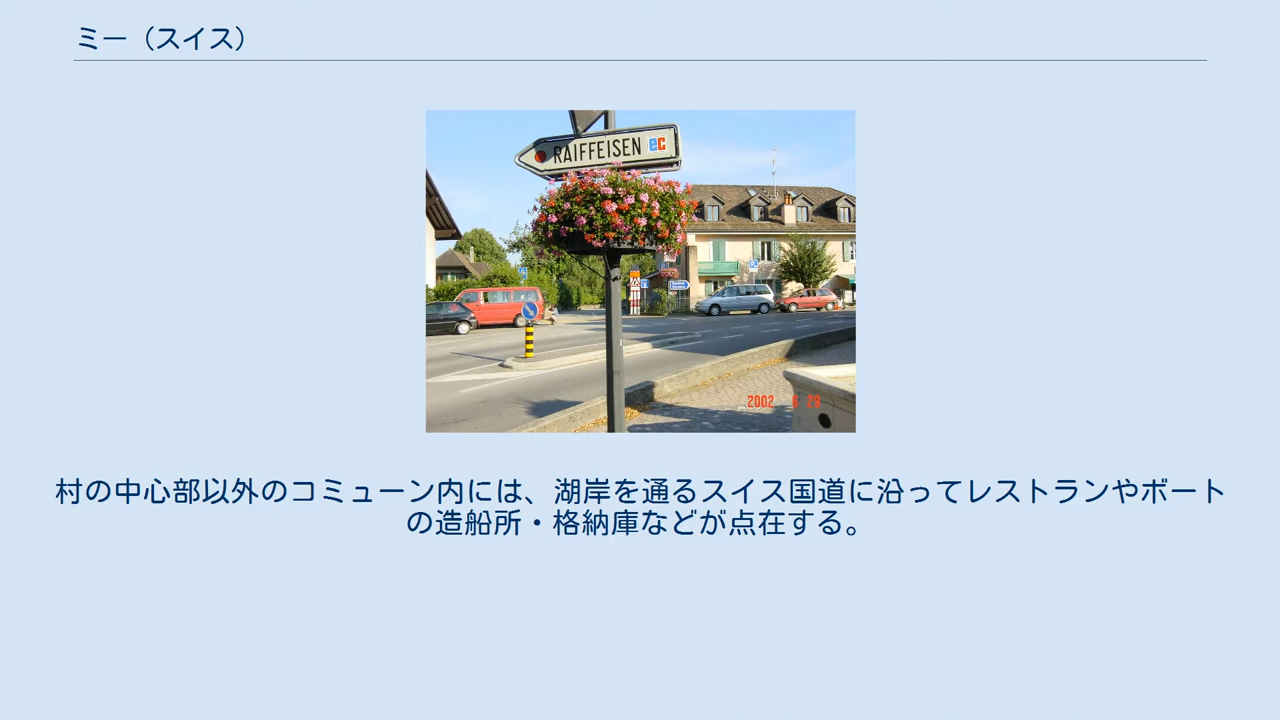 ミー（スイス）
RAIFFEISEN ec
2002 8 28
村の中心部以外のコミューン内には、湖岸を通るスイス国道に沿ってレストランやボート
の造船所・格納庫などが点在する。